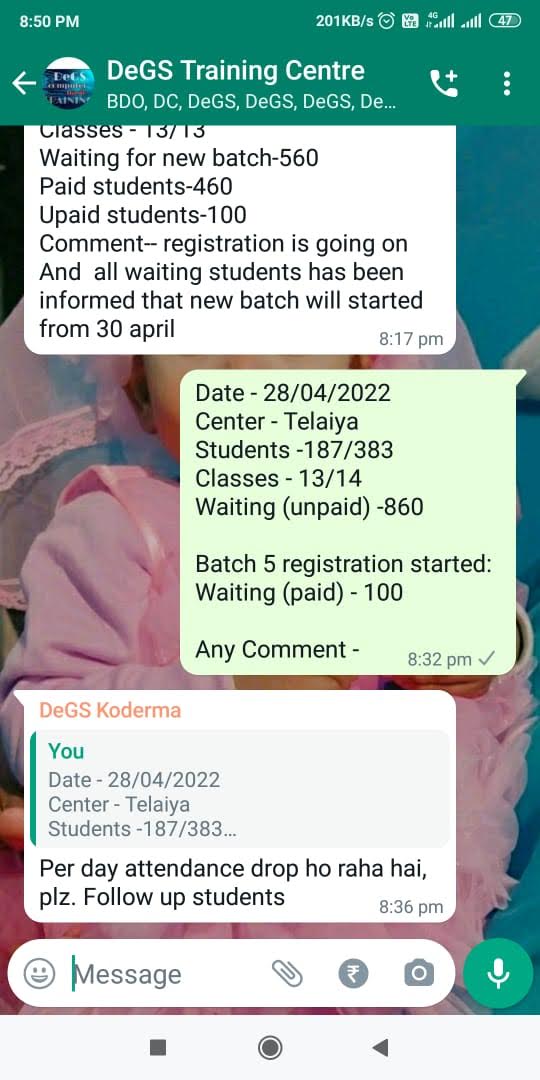 8:50 PM
201KB/s
Vo LTE
4G
47
DeGS Training Centre
BDO, DC, DeGS, DeGS, DeGS, De...
DeGS
Classes - 13/13
Waiting for new batch-560
Paid students-460
Upaid students-100
Comment-- registration is going on
And all waiting students has been
informed that new batch will started
from 30 april
8:17 pm
Date - 28/04/2022
Center - Telaiya
Students -187/383
Classes - 13/14
Waiting (unpaid) -860
Batch 5 registration started:
Waiting (paid) - 100
Any Comment -
8:32 pm
DeGS Koderma
You
Date - 28/04/2022
Center - Telaiya
Students -187/383...
Per day attendance drop ho raha hai,
plz. Follow up students
8:36 pm
Message
₹